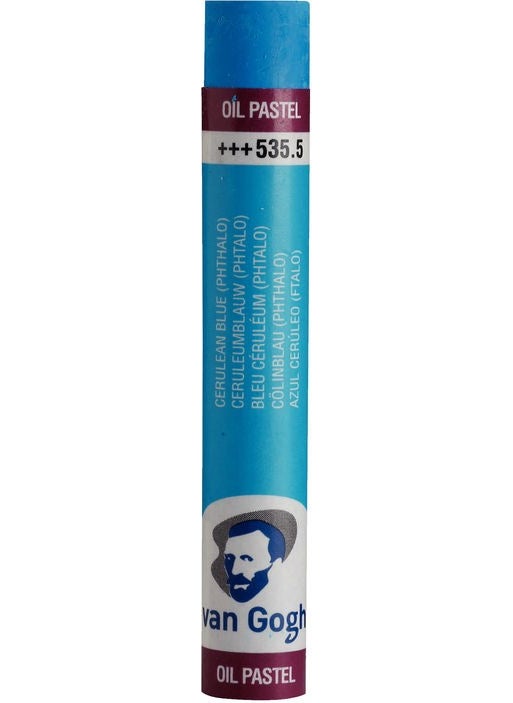 OIL PASTEL
+++535.5
CERULEAN BLUE (PHTHALO)
CERULEUMBLAUW (PHTALO)
BLEU CÉRULÉUM (PHTALO)
CÖLINBLAU (PHTHALO)
AZUL CERÚLEO (FTALO)
van Gogh
OIL PASTEL